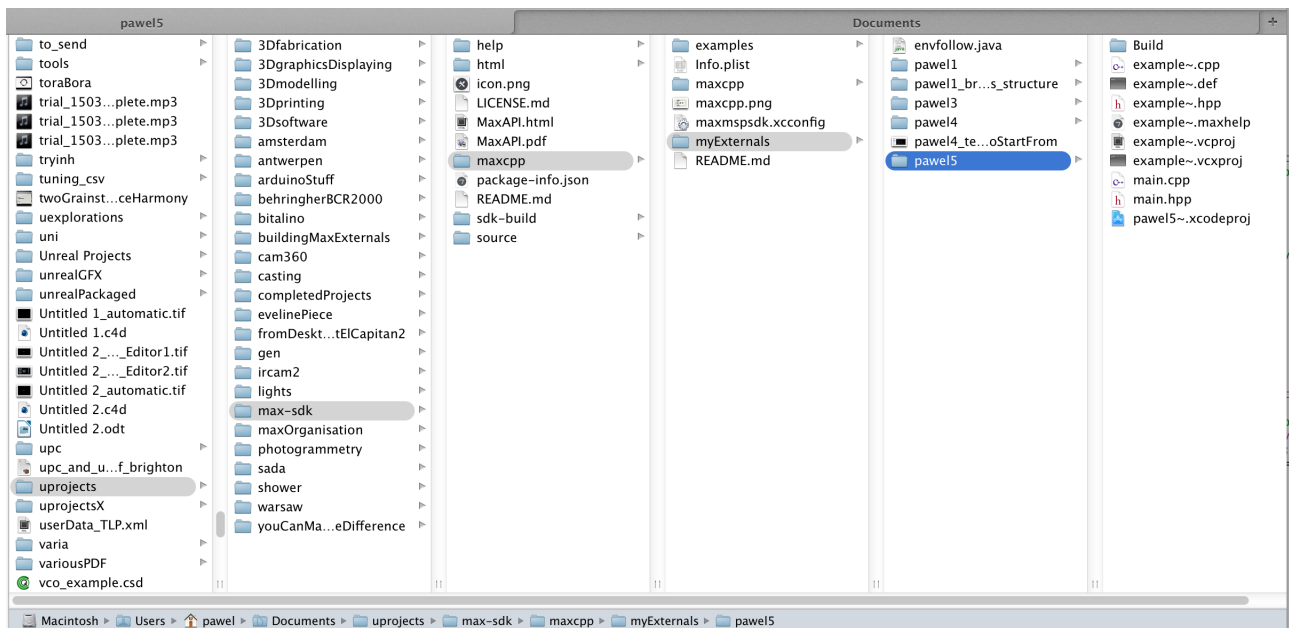 pawel5
Documents
to_send
tools
toraBora
trial_1503...plete.mp3
trial_1503...plete.mp3
trial_1503...plete.mp3
tryinh
tuning_csv
twoGrainst...ceHarmony
uexplorations
uni
Unreal Projects
unrealGFX
unrealPackaged
Untitled 1_automatic.tif
Untitled 1.c4d
Untitled 2_..._Editor1.tif
Untitled 2_..._Editor2.tif
Untitled 2_automatic.tif
Untitled 2.c4d
Untitled 2.odt
upc
upc_and_u...f_brighton
uprojects
uprojectsX
userData_TLP.xml
varia
variousPDF
vco_example.csd
3Dfabrication
3DgraphicsDisplaying
3Dmodelling
3Dprinting
3Dsoftware
amsterdam
antwerpen
arduinoStuff
behringherBCR2000
bitalino
buildingMaxExternals
cam360
casting
completedProjects
evelinePiece
fromDeskt...tElCapitan2
gen
ircam2
lights
max-sdk
maxOrganisation
photogrammetry
sada
shower
warsaw
youCanMa...eDifference
help
html
icon.png
LICENSE.md
MaxAPI.html
MaxAPI.pdf
maxcpp
package-info.json
README.md
sdk-build
source
examples
Info.plist
maxcpp
maxcpp.png
maxmspsdk.xcconfig
myExternals
README.md
envfollow.java
pawel1
pawel1_br...s_structure
pawel3
pawel4
pawel4_te...oStartFrom
pawel5
Build
example~.cpp
example~.def
example~.hpp
example~.maxhelp
example~.vcproj
example~.vcxproj
main.cpp
main.hpp
pawel5~.xcodeproj
Macintosh ▸ Users ▸ pawel ▸ Documents ▸ uprojects ▸ max-sdk ▸ maxcpp ▸ myExternals ▸ pawel5